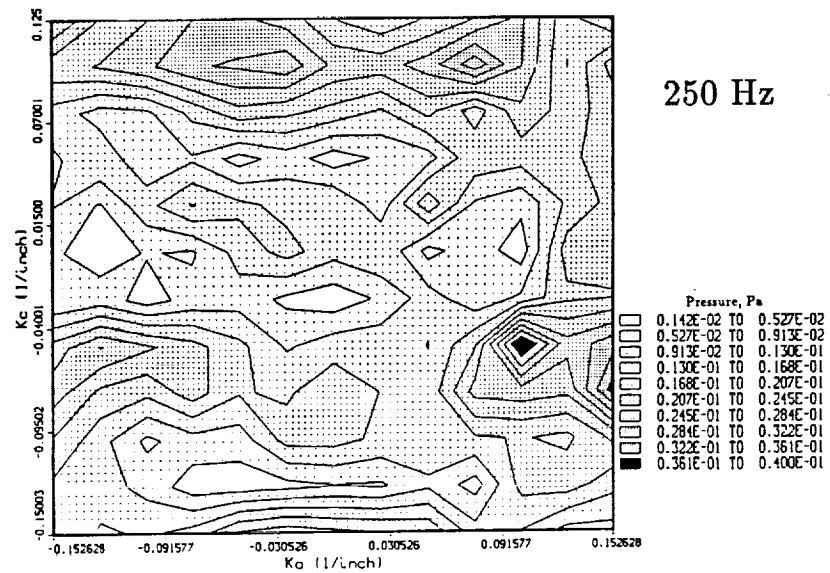 250 Hz
0.125
0.07001
0.01500
-0.04001
-0.09502
-0.15003
Kc (1/inch)
-0.152628
-0.091577
-0.030526
0.030526
0.091577
0.152628
Ka (1/inch)
Pressure, Pa
0.142E-02 TO 0.527E-02
0.527E-02 TO 0.913E-02
0.913E-02 TO 0.130E-01
0.130E-01 TO 0.168E-01
0.168E-01 TO 0.207E-01
0.207E-01 TO 0.245E-01
0.245E-01 TO 0.284E-01
0.284E-01 TO 0.322E-01
0.322E-01 TO 0.361E-01
0.361E-01 TO 0.400E-01